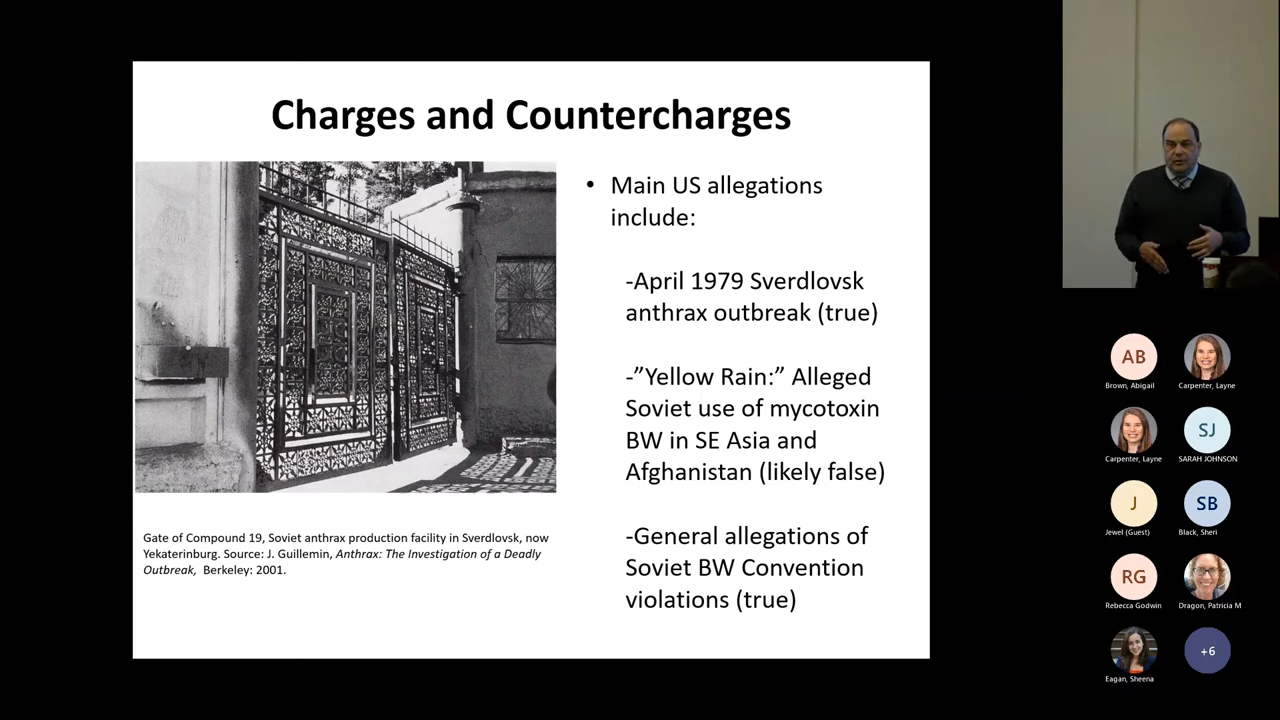 Charges and Countercharges
• Main US allegations
include:
-April 1979 Sverdlovsk
anthrax outbreak (true)
-”Yellow Rain:” Alleged
Soviet use of mycotoxin
BW in SE Asia and
Afghanistan (likely false)
-General allegations of
Soviet BW Convention
violations (true)
Gate of Compound 19, Soviet anthrax production facility in Sverdlovsk, now
Yekaterinburg. Source: J. Guillemin, Anthrax: The Investigation of a Deadly
Outbreak, Berkeley: 2001.
AB
Brown, Abigail
Carpenter, Layne
Carpenter, Layne
SJ
SARAH JOHNSON
J
Jewel (Guest)
SB
Black, Sheri
RG
Rebecca Godwin
Dragon, Patricia M
Eagan, Sheena
+6